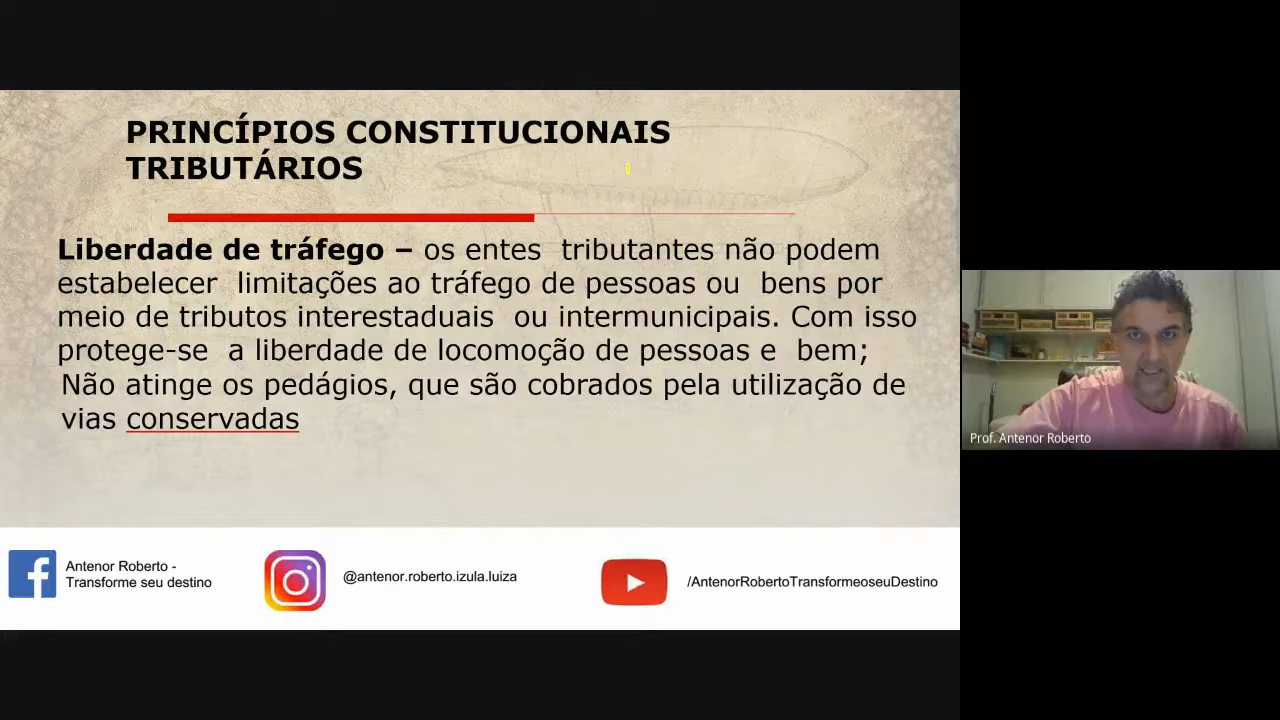 PRINCÍPIOS CONSTITUCIONAIS
TRIBUTÁRIOS
Liberdade de tráfego – os entes  tributantes não podem
estabelecer  limitações ao tráfego de pessoas ou  bens por
meio de tributos interestaduais  ou intermunicipais. Com isso
protege-se  a liberdade de locomoção de pessoas e  bem;
Não atinge os pedágios, que são cobrados pela utilização de
vias conservadas
Antenor Roberto -
Transforme seu destino
@antenor.roberto.izula.luiza
/AntenorRobertoTransformeoseuDestino
Prof. Antenor Roberto